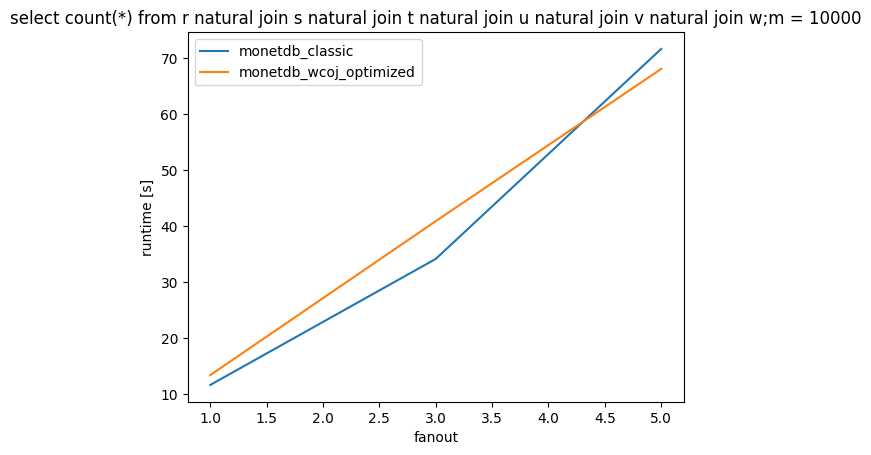 select count(*) from r natural join s natural join t natural join u natural join v natural join w;m = 10000
monetdb_classic
monetdb_wcoj_optimized
70
60
50
40
30
20
10
runtime [s]
1.0 1.5 2.0 2.5 3.0 3.5 4.0 4.5 5.0
fanout